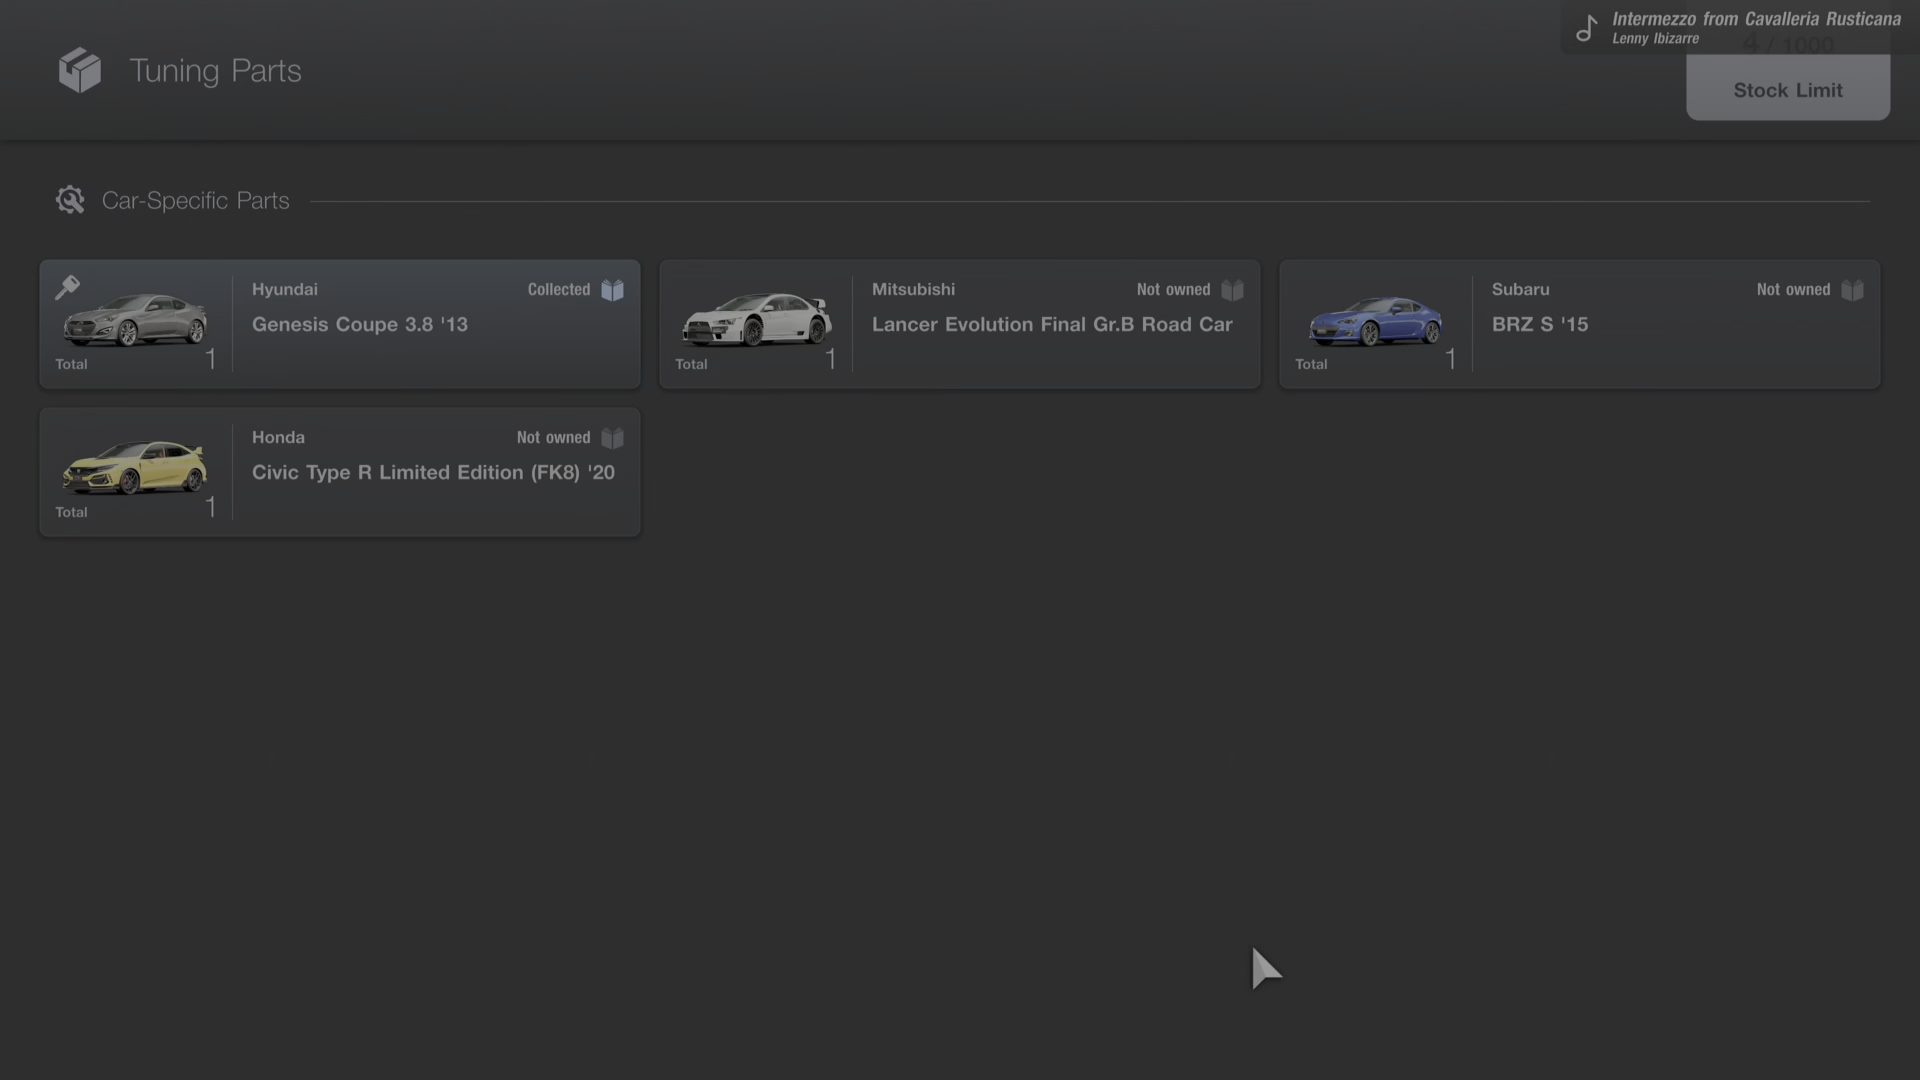 Intermezzo from Cavalleria Rusticana
Lenny Ibizarre
4 / 1000
Tuning Parts
Stock Limit
Car-Specific Parts
Hyundai
Collected
Genesis Coupe 3.8 '13
Total 1
Mitsubishi
Not owned
Lancer Evolution Final Gr.B Road Car
Total 1
Subaru
Not owned
BRZ S '15
Total 1
Honda
Not owned
Civic Type R Limited Edition (FK8) '20
Total 1